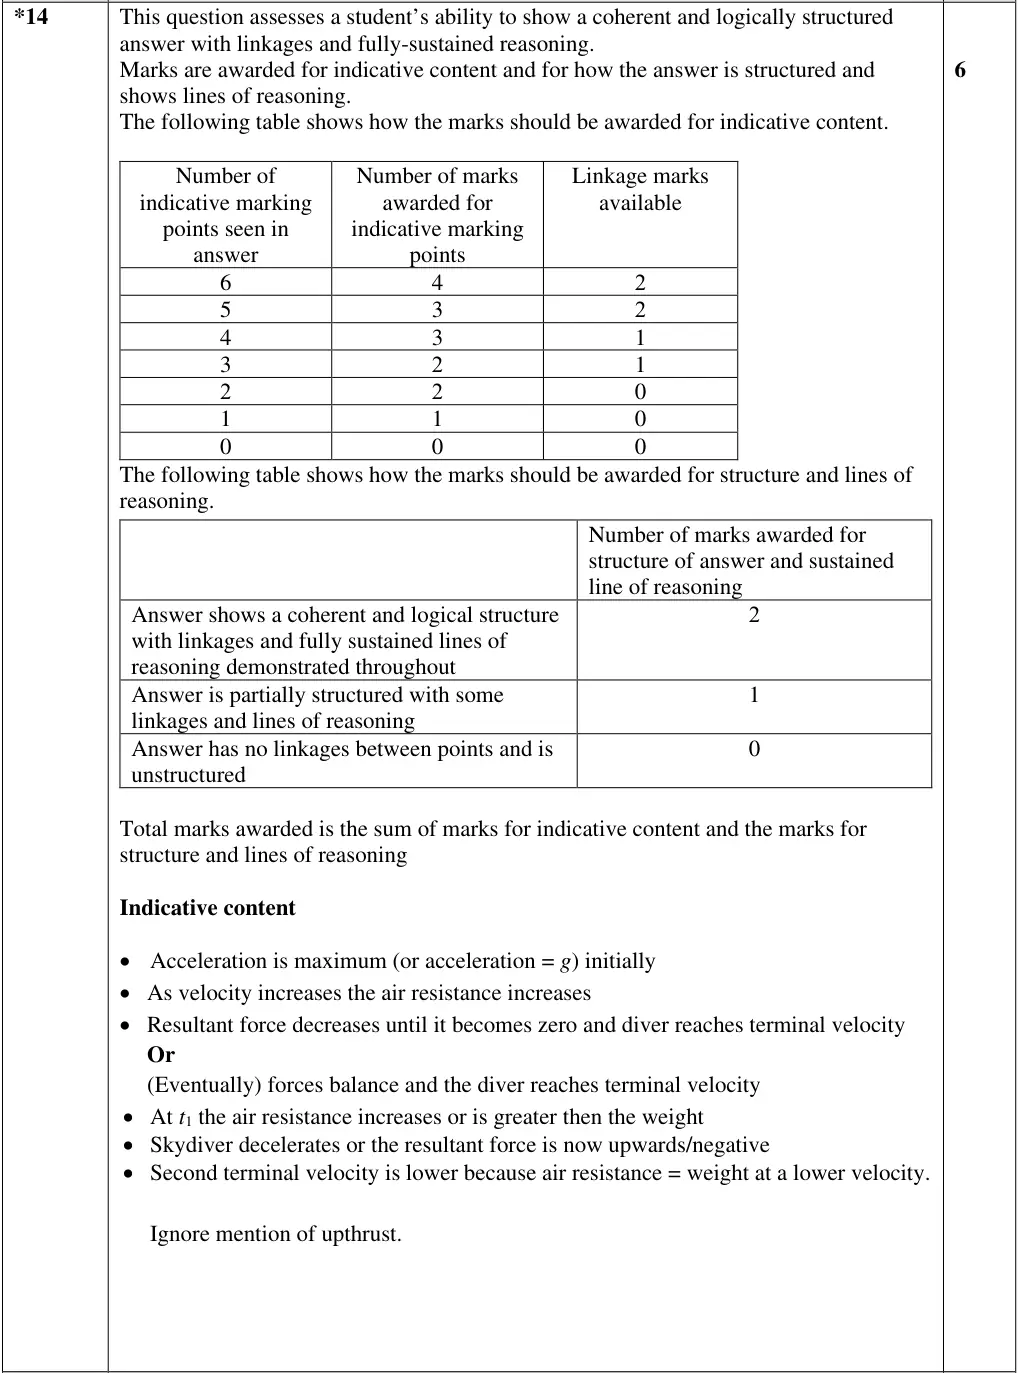 *14
This question assesses a student's ability to show a coherent and logically structured
answer with linkages and fully-sustained reasoning.
Marks are awarded for indicative content and for how the answer is structured and
shows lines of reasoning.
The following table shows how the marks should be awarded for indicative content.
6
Number of indicative marking points seen in answer | Number of marks awarded for indicative marking points | Linkage marks available
6 4 2
5 3 2
4 3 1
3 2 1
2 2 0
1 1 0
0 0 0
The following table shows how the marks should be awarded for structure and lines of
reasoning.
Number of marks awarded for
structure of answer and sustained
line of reasoning
Answer shows a coherent and logical structure 2
with linkages and fully sustained lines of
reasoning demonstrated throughout
Answer is partially structured with some 1
linkages and lines of reasoning
Answer has no linkages between points and is 0
unstructured
Total marks awarded is the sum of marks for indicative content and the marks for
structure and lines of reasoning
Indicative content
• Acceleration is maximum (or acceleration = g) initially
• As velocity increases the air resistance increases
• Resultant force decreases until it becomes zero and diver reaches terminal velocity
Or
(Eventually) forces balance and the diver reaches terminal velocity
• At t₁ the air resistance increases or is greater then the weight
• Skydiver decelerates or the resultant force is now upwards/negative
• Second terminal velocity is lower because air resistance = weight at a lower velocity.
Ignore mention of upthrust.